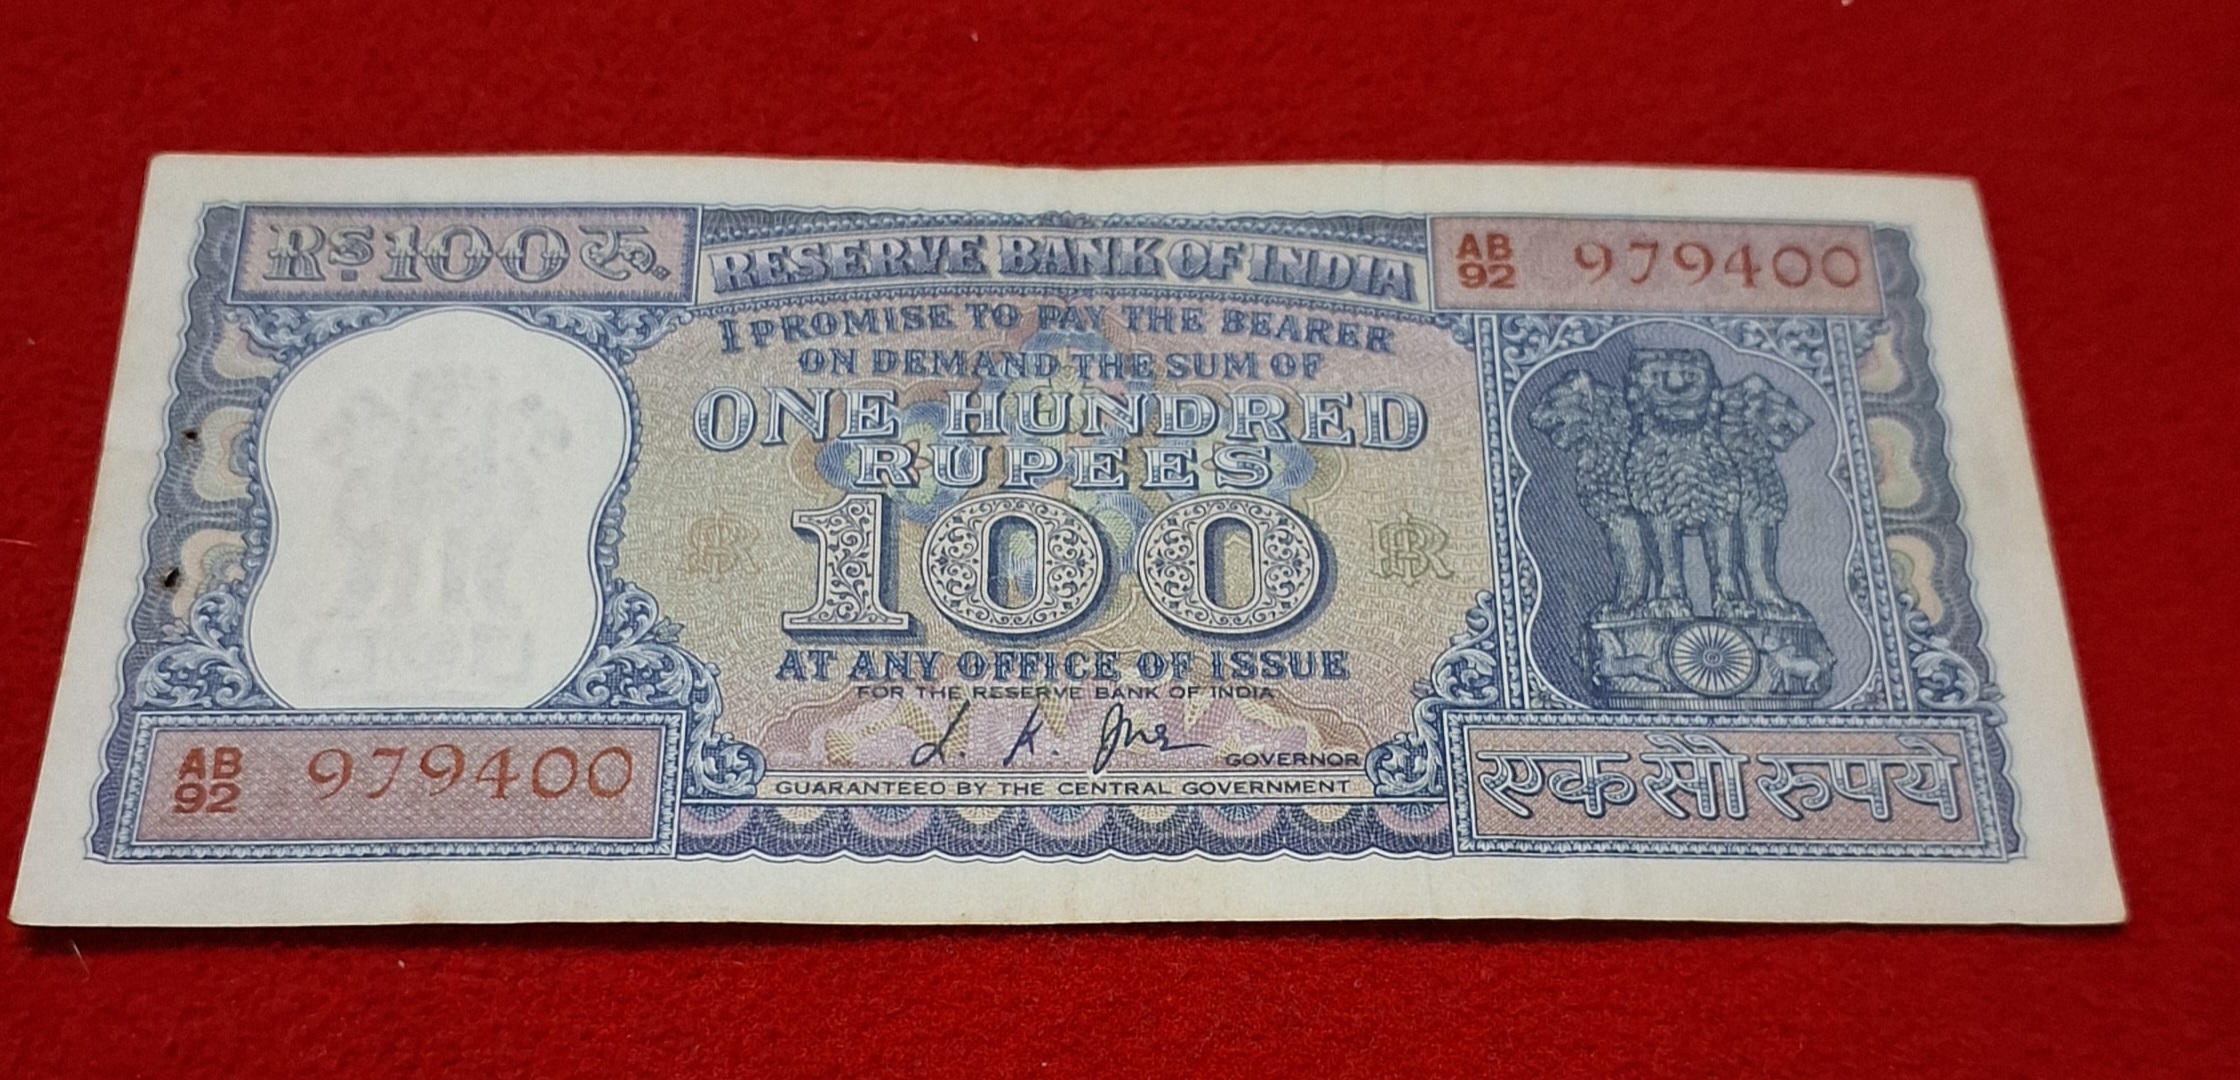 Rs 100 रु.
RESERVE BANK OF INDIA
AB 92 979400
I PROMISE TO PAY THE BEARER
ON DEMAND THE SUM OF
ONE HUNDRED
RUPEES
100
AT ANY OFFICE OF ISSUE
FOR THE RESERVE BANK OF INDIA
L. K. Jha
GOVERNOR
GUARANTEED BY THE CENTRAL GOVERNMENT
AB 92 979400
एक सौ रुपये